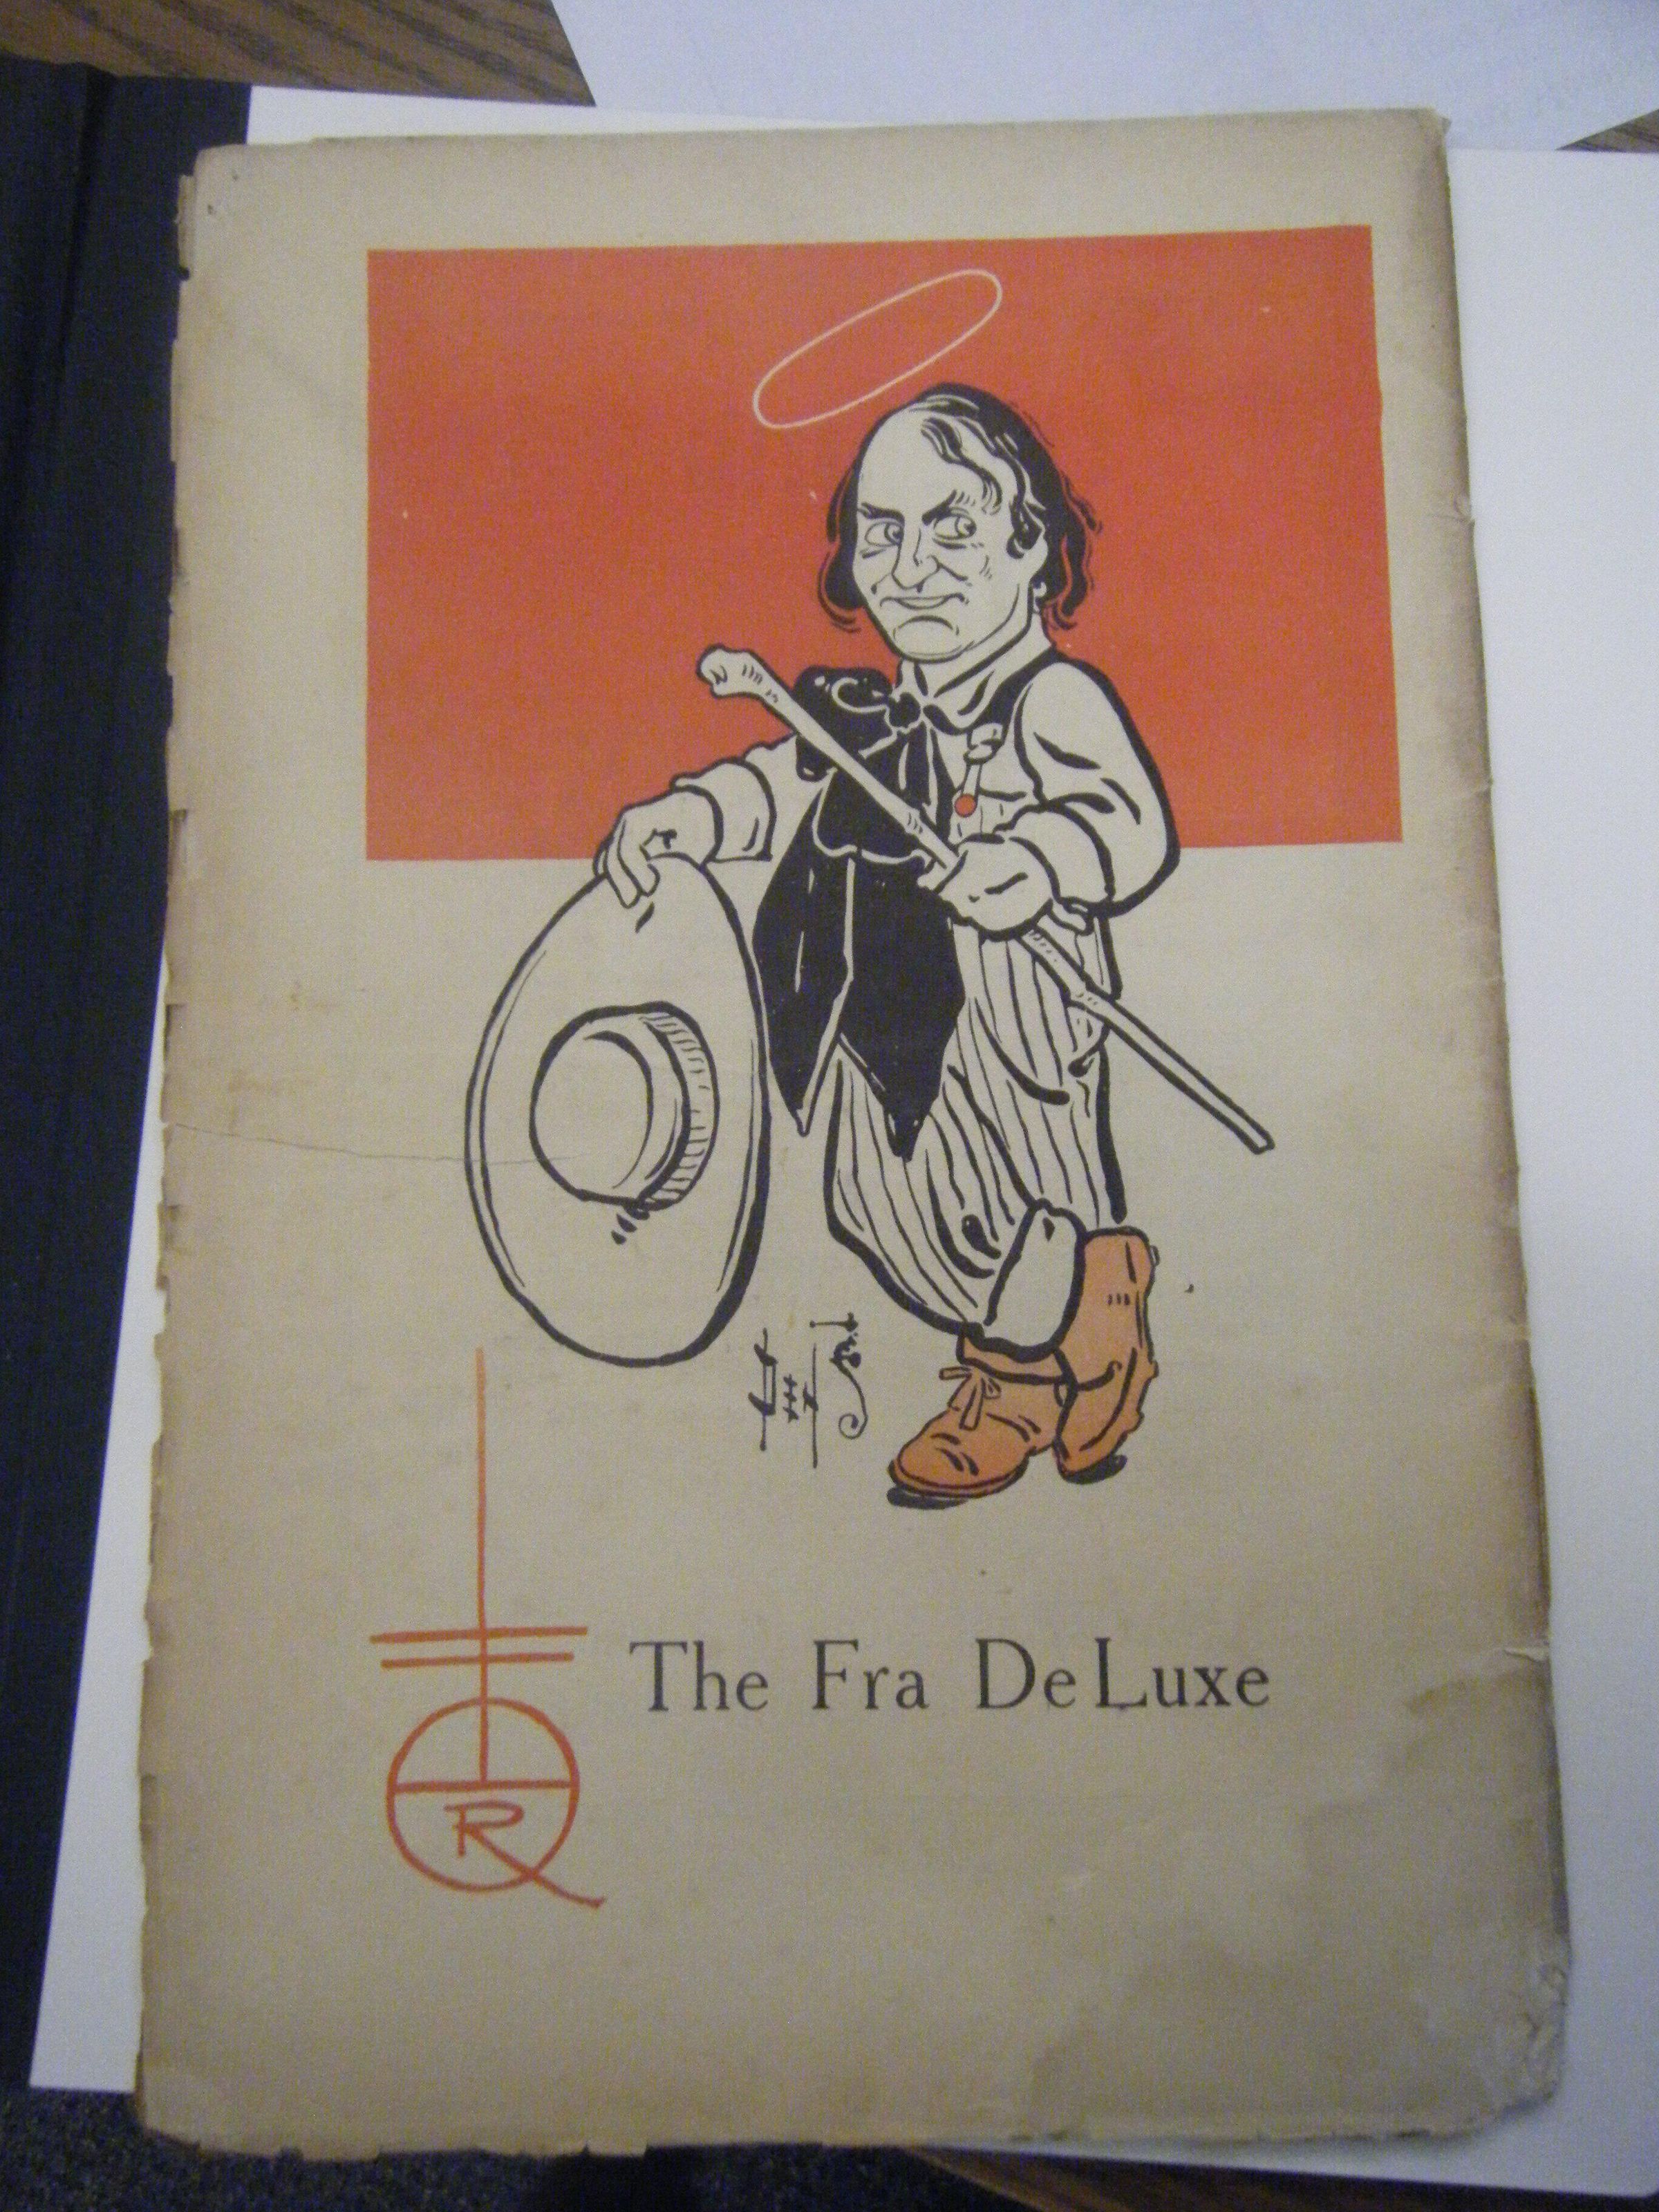 The Fra DeLuxe
R